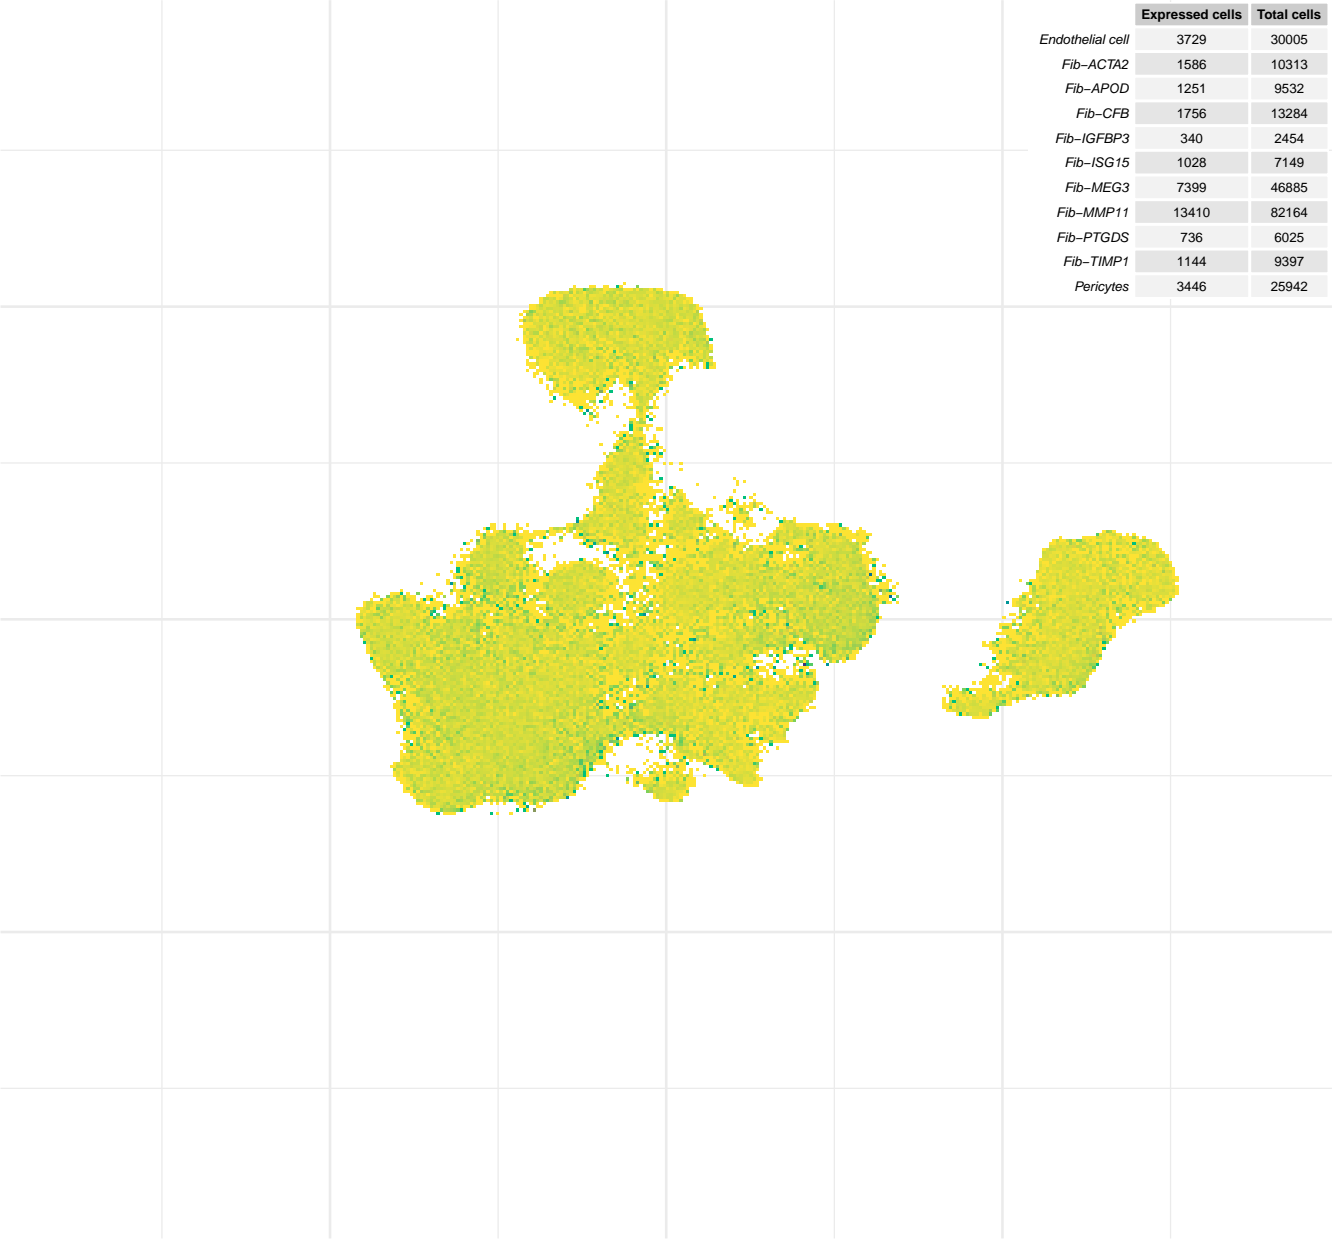 Expressed cells Total cells
Endothelial cell 3729 30005
Fib−ACTA2 1586 10313
Fib−APOD 1251 9532
Fib−CFB 1756 13284
Fib−IGFBP3 340 2454
Fib−ISG15 1028 7149
Fib−MEG3 7399 46885
Fib−MMP11 13410 82164
Fib−PTGDS 736 6025
Fib−TIMP1 1144 9397
Pericytes 3446 25942